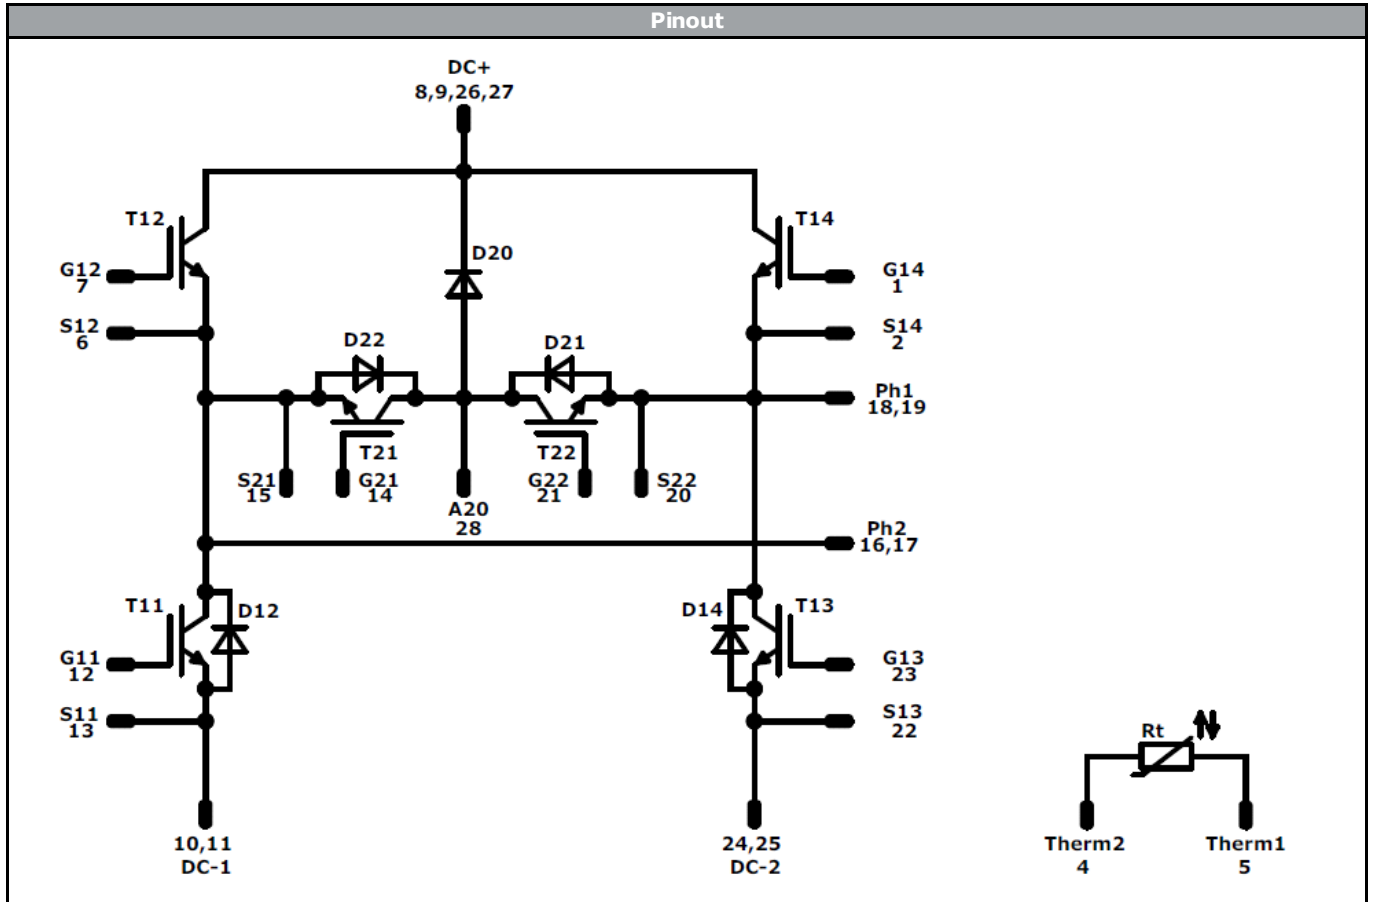 Pinout
DC+
8,9,26,27
T12
T14
D20
G12
7
G14
1
S12
6
S14
2
D22
D21
Ph1
18,19
T21
T22
S21
15
G21
14
G22
21
S22
20
A20
28
Ph2
16,17
T11
D12
D14
T13
G11
12
G13
23
S11
13
S13
22
Rt
10,11
DC-1
24,25
DC-2
Therm2
4
Therm1
5